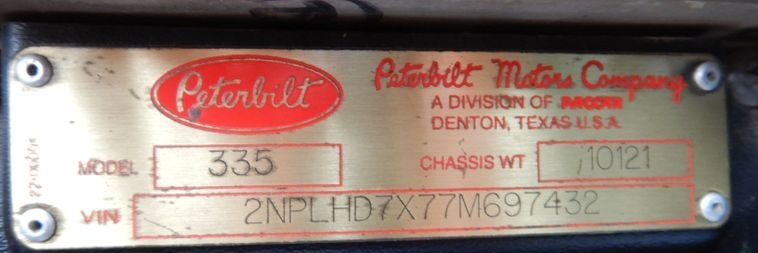 Peterbilt
Peterbilt Motors Company
A DIVISION OF PACCAR
DENTON, TEXAS U.S.A.
MODEL 335 CHASSIS WT 10121
VIN 2NPLHD7X77M697432